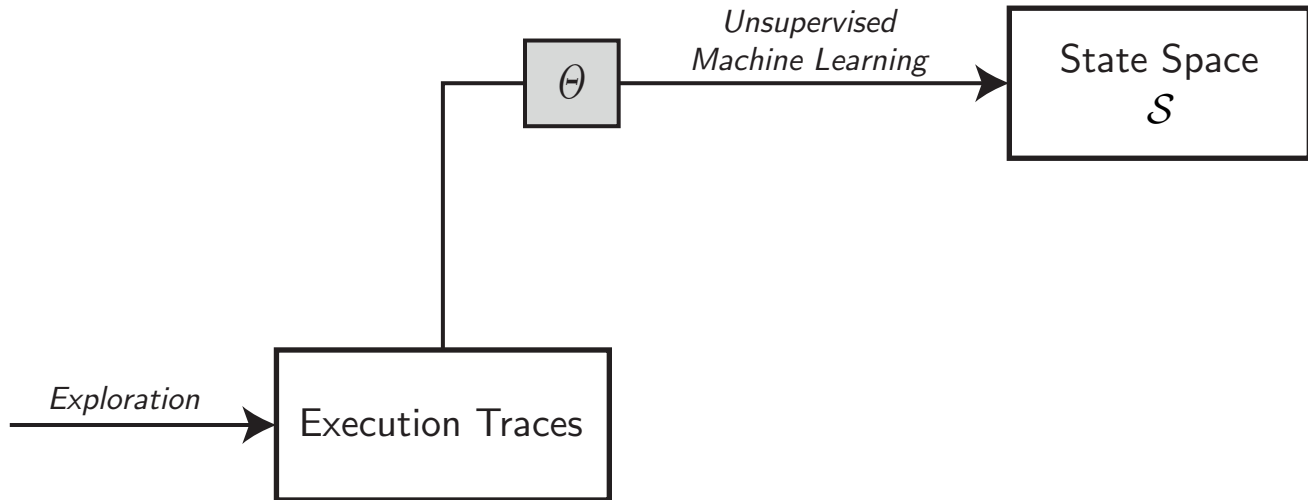 Unsupervised
Machine Learning
Θ
State Space
𝒮
Exploration
Execution Traces